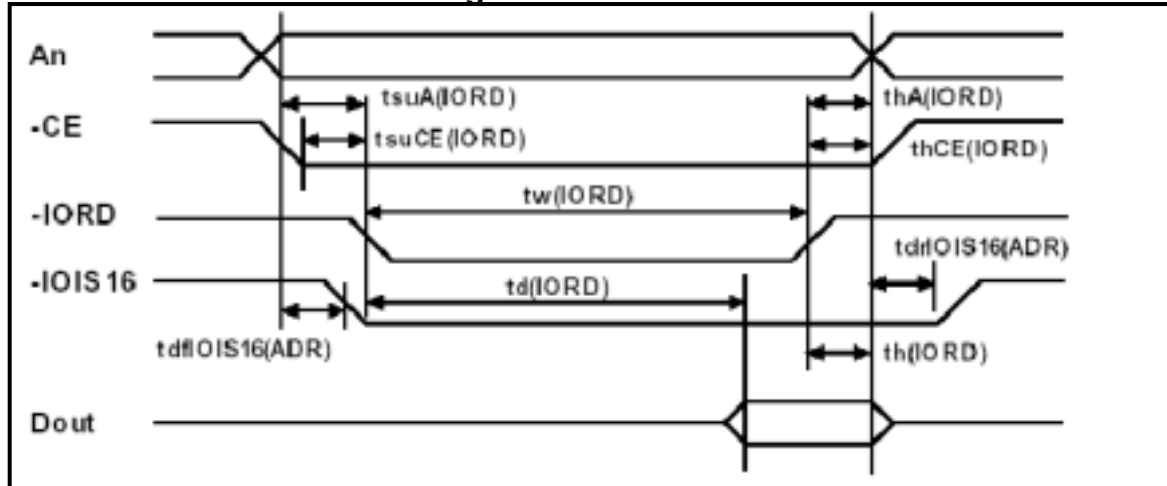 An
tsuA(IORD)
thA(IORD)
-CE
tsuCE(IORD)
thCE(IORD)
tw(IORD)
-IORD
tdrIOIS16(ADR)
-IOIS16
td(IORD)
tdfIOIS16(ADR)
th(IORD)
Dout